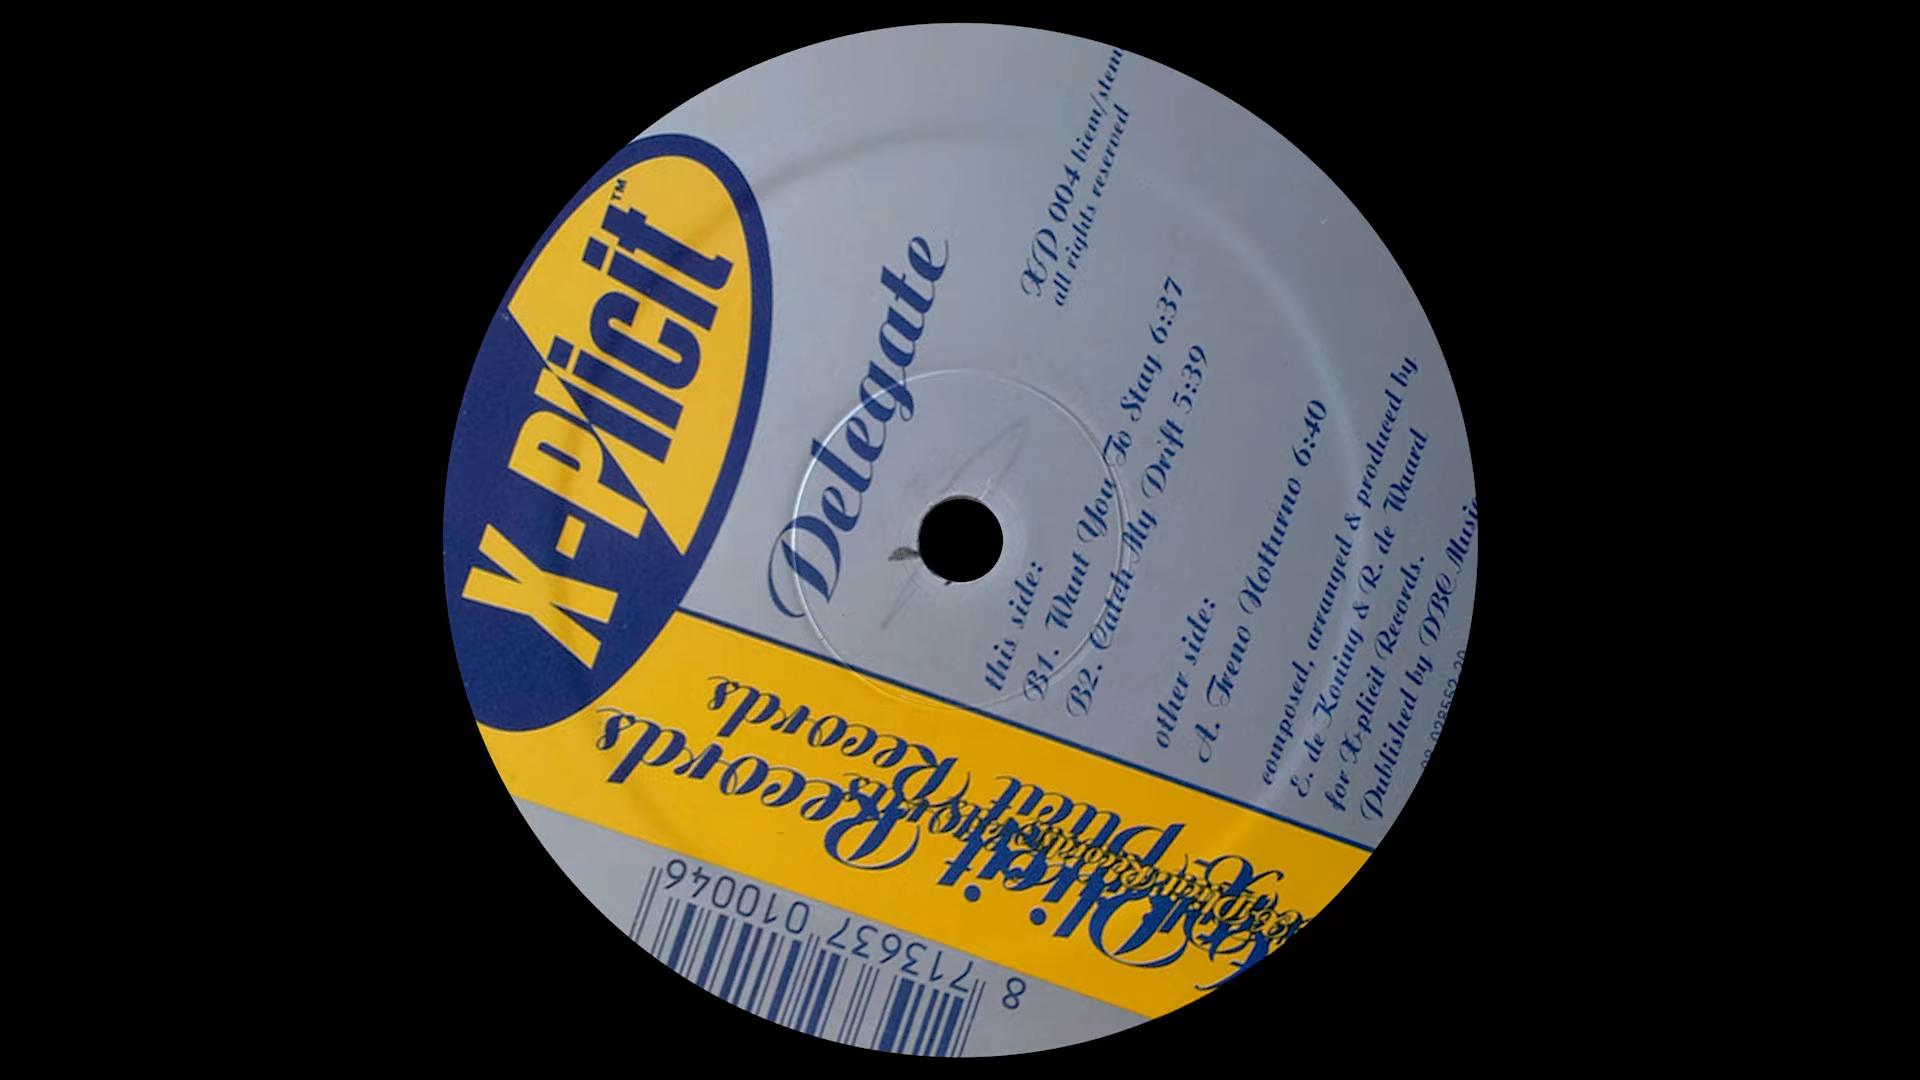 X-Plicit™
Delegate
XP 004 biem/stem
all rights reserved
this side:
B1. Want You To Stay 6:37
B2. Catch My Drift 5:39
other side:
A. Treno Notturno 6:40
composed, arranged & produced by
E. de Koning & R. de Waard
for X-plicit Records.
Published by DBC Music
X-Plicit Records
Plicit Records
8 713637 010046